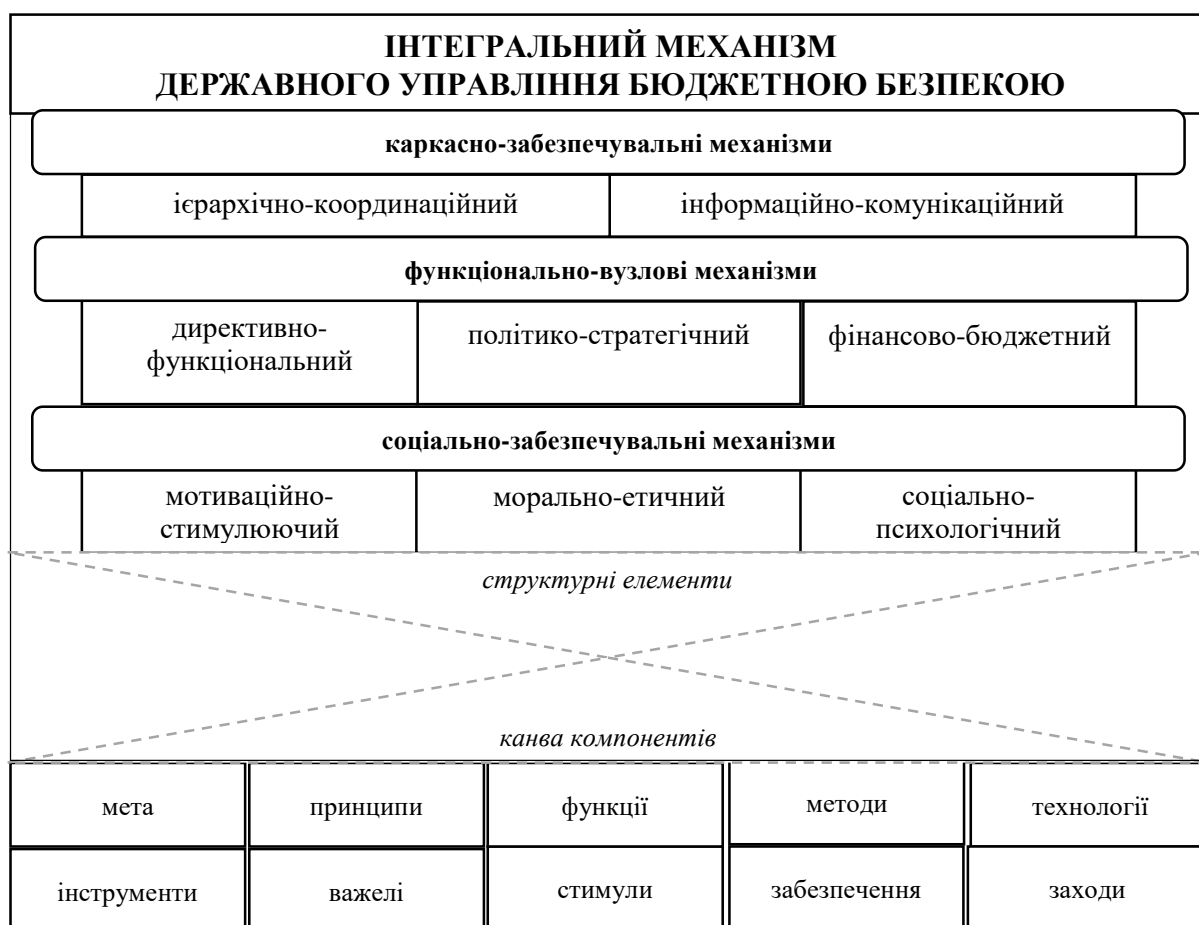 ІНТЕГРАЛЬНИЙ МЕХАНІЗМ
ДЕРЖАВНОГО УПРАВЛІННЯ БЮДЖЕТНОЮ БЕЗПЕКОЮ
каркасно-забезпечувальні механізми
ієрархічно-координаційний
інформаційно-комунікаційний
функціонально-вузлові механізми
директивно-
функціональний
політико-стратегічний
фінансово-бюджетний
соціально-забезпечувальні механізми
мотиваційно-
стимулюючий
морально-етичний
соціально-
психологічний
структурні елементи
канва компонентів
мета
принципи
функції
методи
технології
інструменти
важелі
стимули
забезпечення
заходи